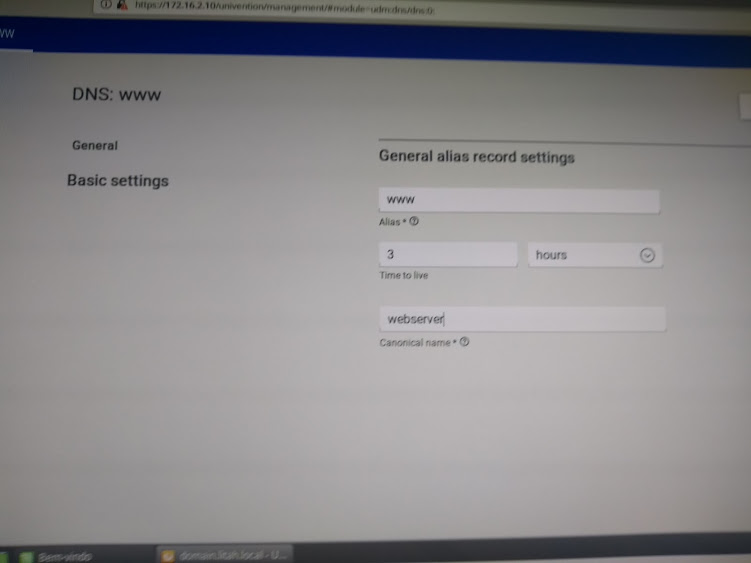 https://172.16.2.10/univention/management/#module=udm:dns/dns:0:
WW
DNS: www
General
Basic settings
General alias record settings
www
Alias *
3
hours
Time to live
webserver
Canonical name *
Bem-vindo
domain.litah.local - U...